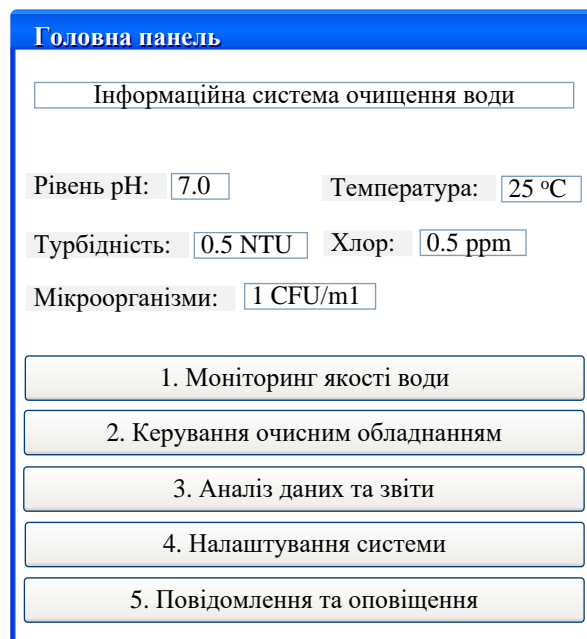 Головна панель
Інформаційна система очищення води
Рівень pH: 7.0 Температура: 25 ºC
Турбідність: 0.5 NTU Хлор: 0.5 ppm
Мікроорганізми: 1 CFU/m1
1. Моніторинг якості води
2. Керування очисним обладнанням
3. Аналіз даних та звіти
4. Налаштування системи
5. Повідомлення та оповіщення